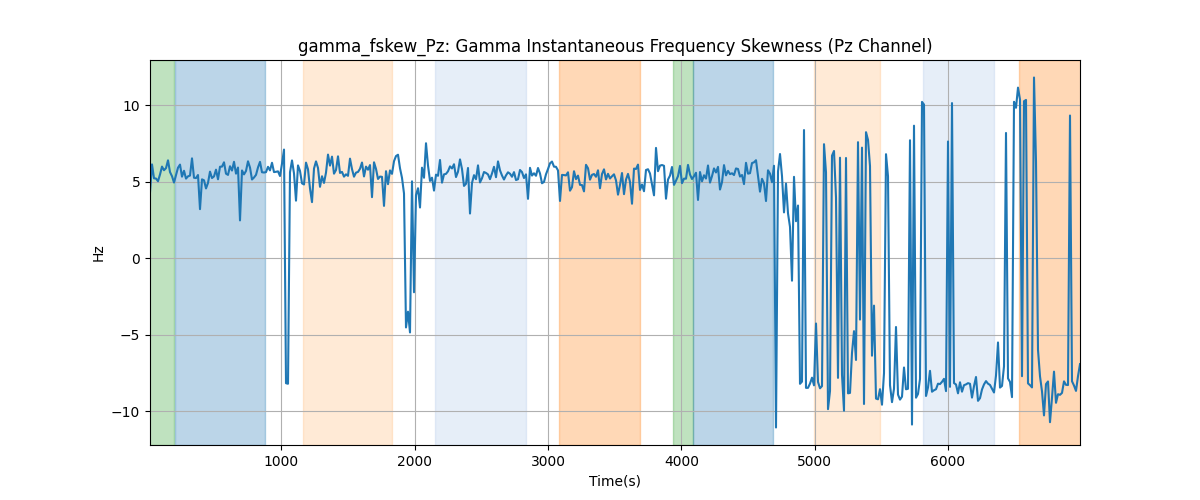 gamma_fskew_Pz: Gamma Instantaneous Frequency Skewness (Pz Channel)
10
5
0
−5
−10
Hz
1000 2000 3000 4000 5000 6000
Time(s)